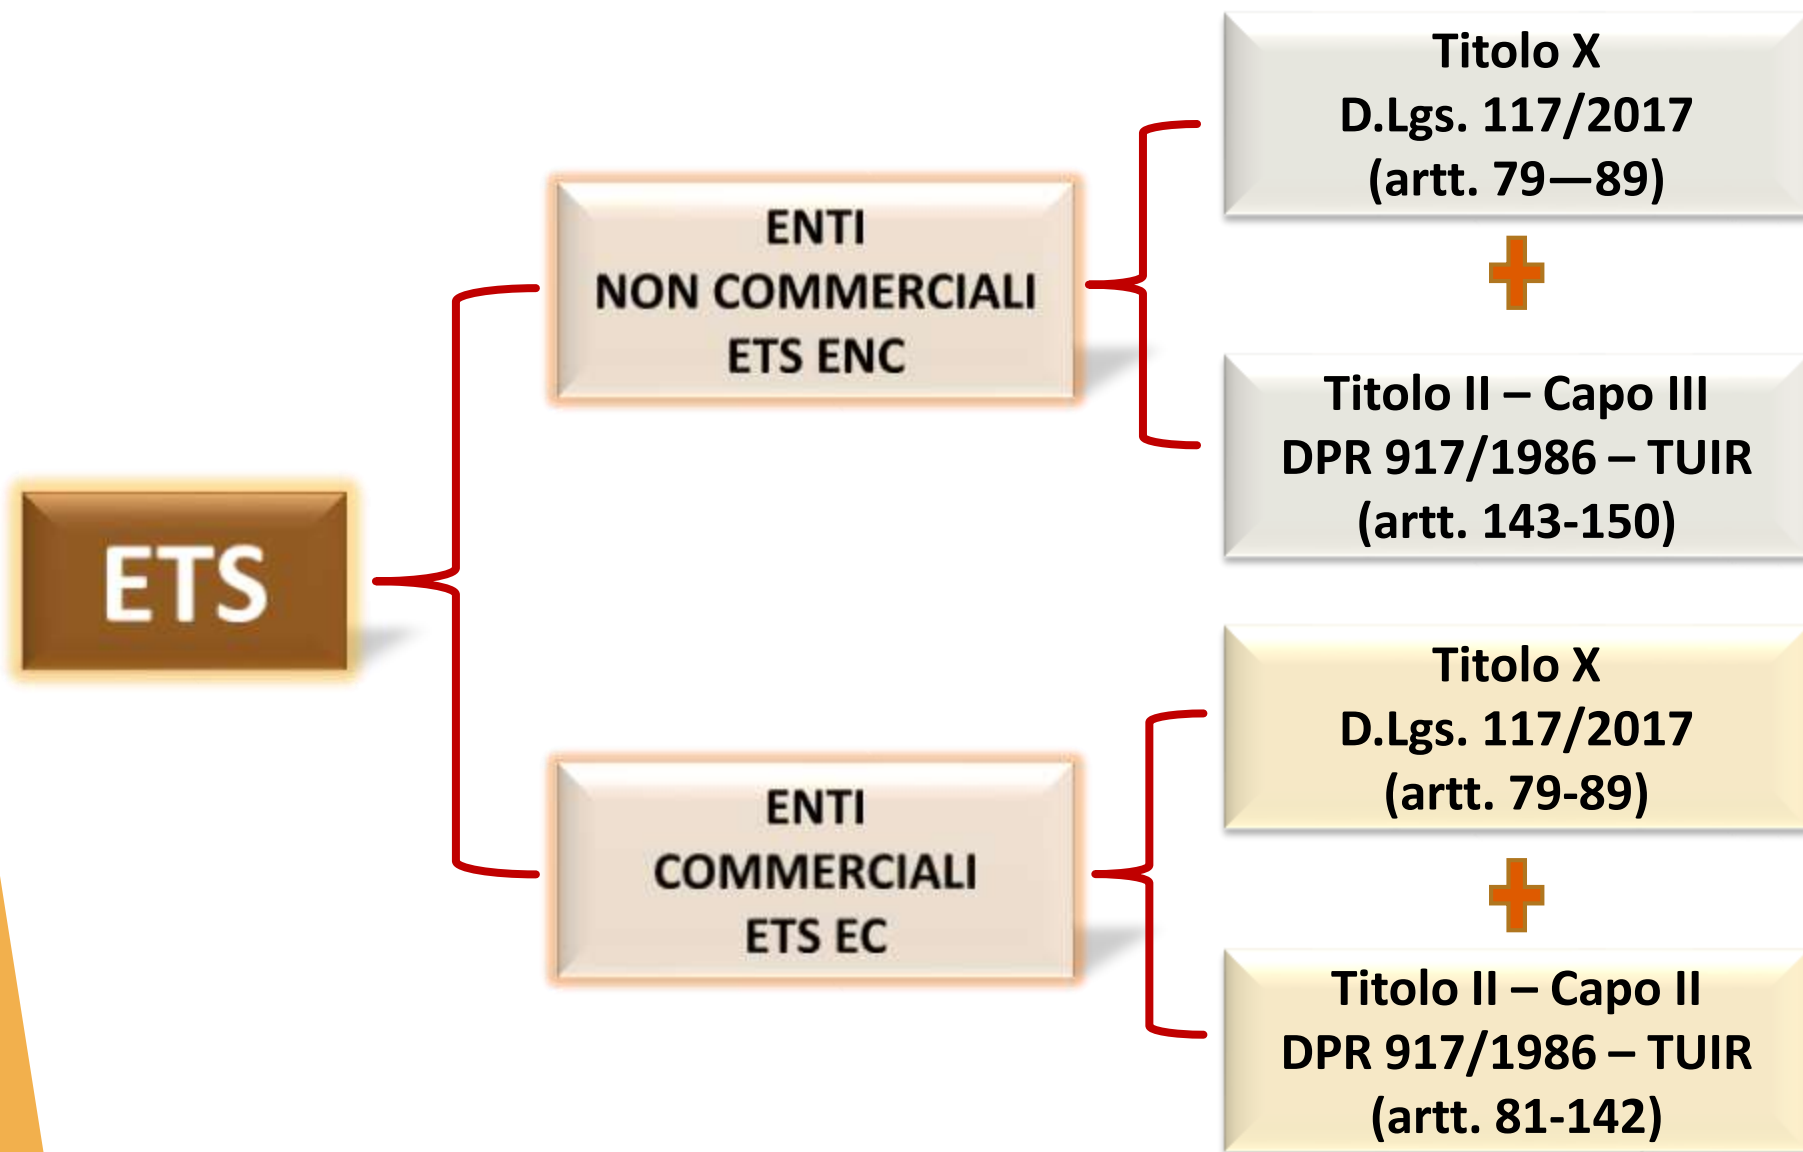 ETS
ENTI
NON COMMERCIALI
ETS ENC
Titolo X
D.Lgs. 117/2017
(artt. 79—89)
Titolo II – Capo III
DPR 917/1986 – TUIR
(artt. 143-150)
ENTI
COMMERCIALI
ETS EC
Titolo X
D.Lgs. 117/2017
(artt. 79-89)
Titolo II – Capo II
DPR 917/1986 – TUIR
(artt. 81-142)